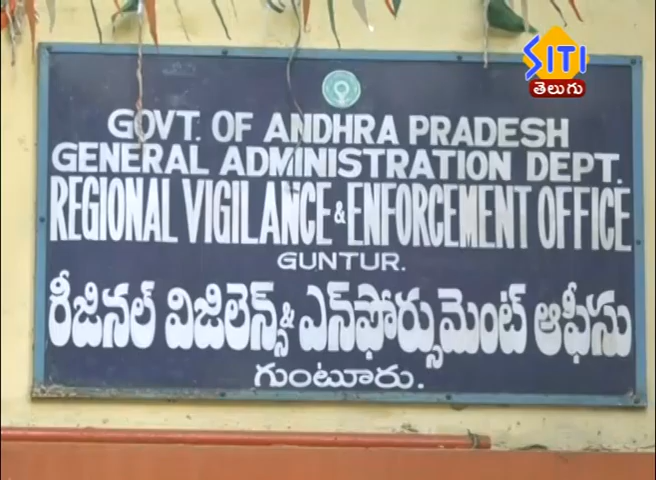 SITI
తెలుగు
GOVT. OF ANDHRA PRADESH
GENERAL ADMINISTRATION DEPT.
REGIONAL VIGILANCE & ENFORCEMENT OFFICE
GUNTUR.
రీజినల్ విజిలెన్స్ & ఎన్‌ఫోర్సుమెంట్ ఆఫీసు
గుంటూరు.